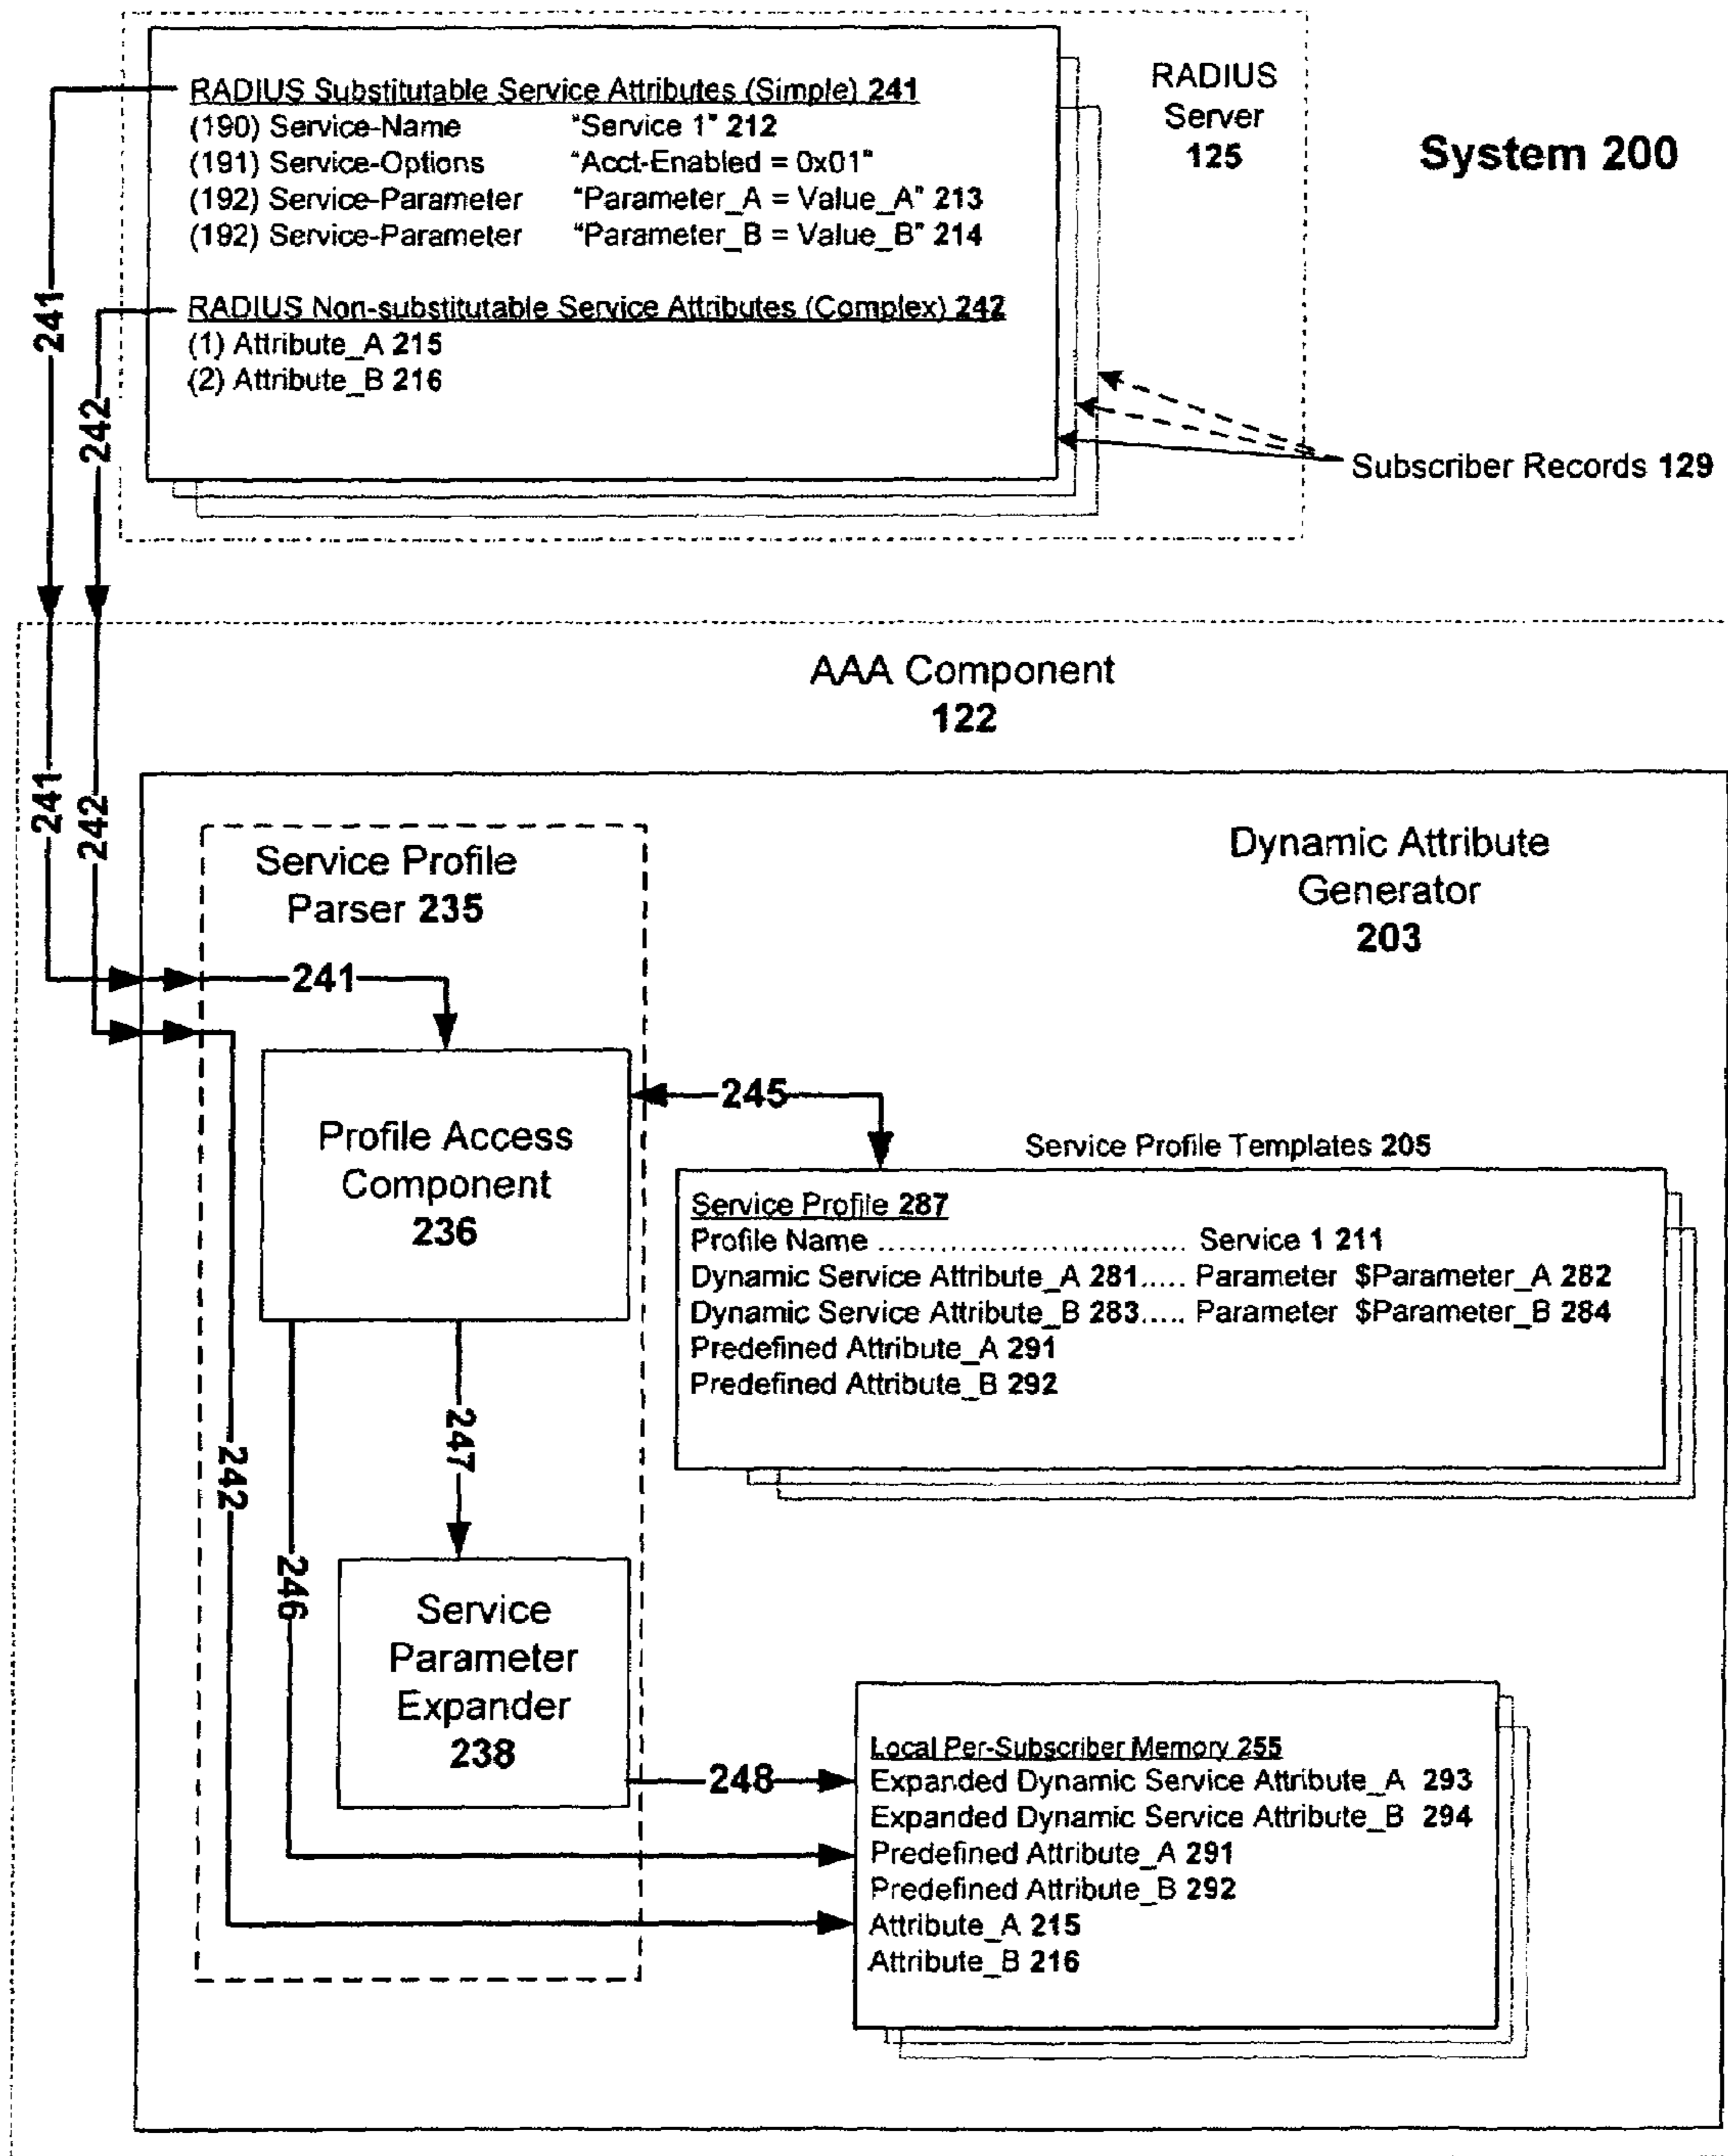 RADIUS Substitutable Service Attributes (Simple) 241
(190) Service-Name "Service 1" 212
(191) Service-Options "Acct-Enabled = 0x01"
(192) Service-Parameter "Parameter_A = Value_A" 213
(192) Service-Parameter "Parameter_B = Value_B" 214
RADIUS Non-substitutable Service Attributes (Complex) 242
(1) Attribute_A 215
(2) Attribute_B 216
RADIUS
Server
125
System 200
Subscriber Records 129
241
242
AAA Component
122
241
242
Dynamic Attribute
Generator
203
Service Profile
Parser 235
241
Profile Access
Component
236
245
Service Profile Templates 205
Service Profile 287
Profile Name .............................. Service 1 211
Dynamic Service Attribute_A 281..... Parameter $Parameter_A 282
Dynamic Service Attribute_B 283..... Parameter $Parameter_B 284
Predefined Attribute_A 291
Predefined Attribute_B 292
247
242
246
Service
Parameter
Expander
238
248
Local Per-Subscriber Memory 255
Expanded Dynamic Service Attribute_A 293
Expanded Dynamic Service Attribute_B 294
Predefined Attribute_A 291
Predefined Attribute_B 292
Attribute_A 215
Attribute_B 216